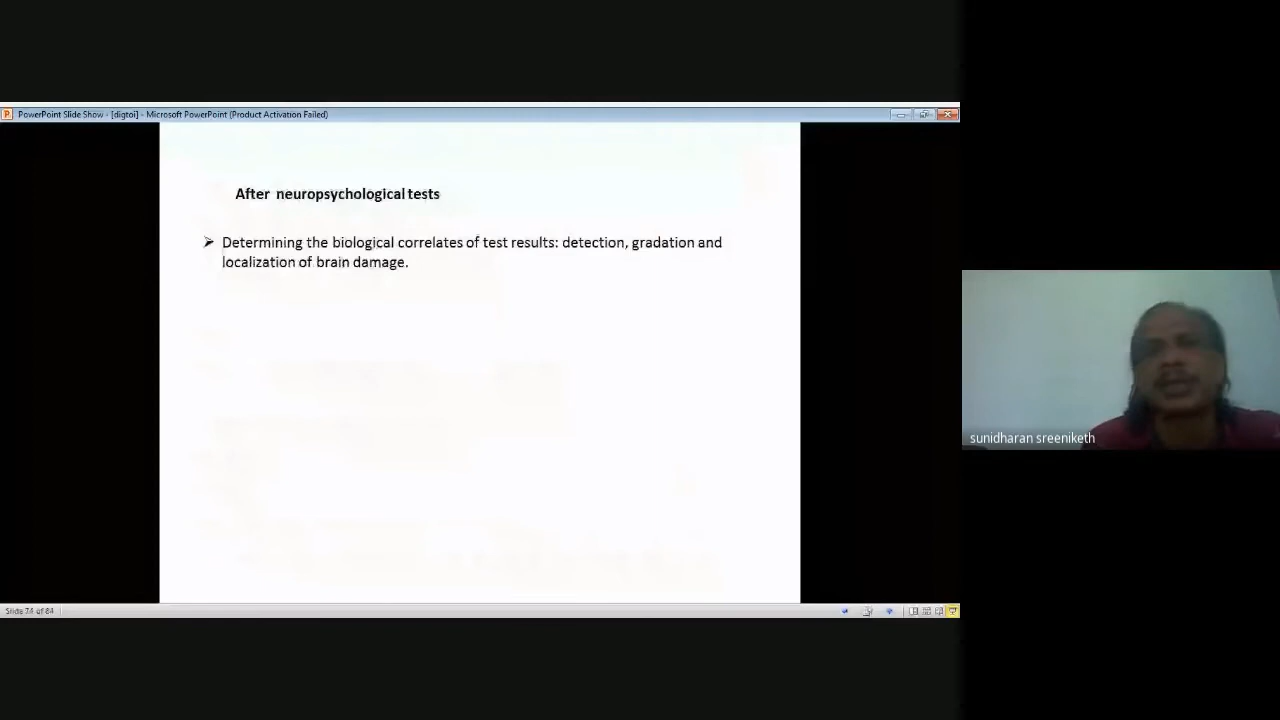 PowerPoint Slide Show - [digtoi] - Microsoft PowerPoint (Product Activation Failed)
After neuropsychological tests
➢ Determining the biological correlates of test results: detection, gradation and
localization of brain damage.
sunidharan sreeniketh
Slide 74 of 84